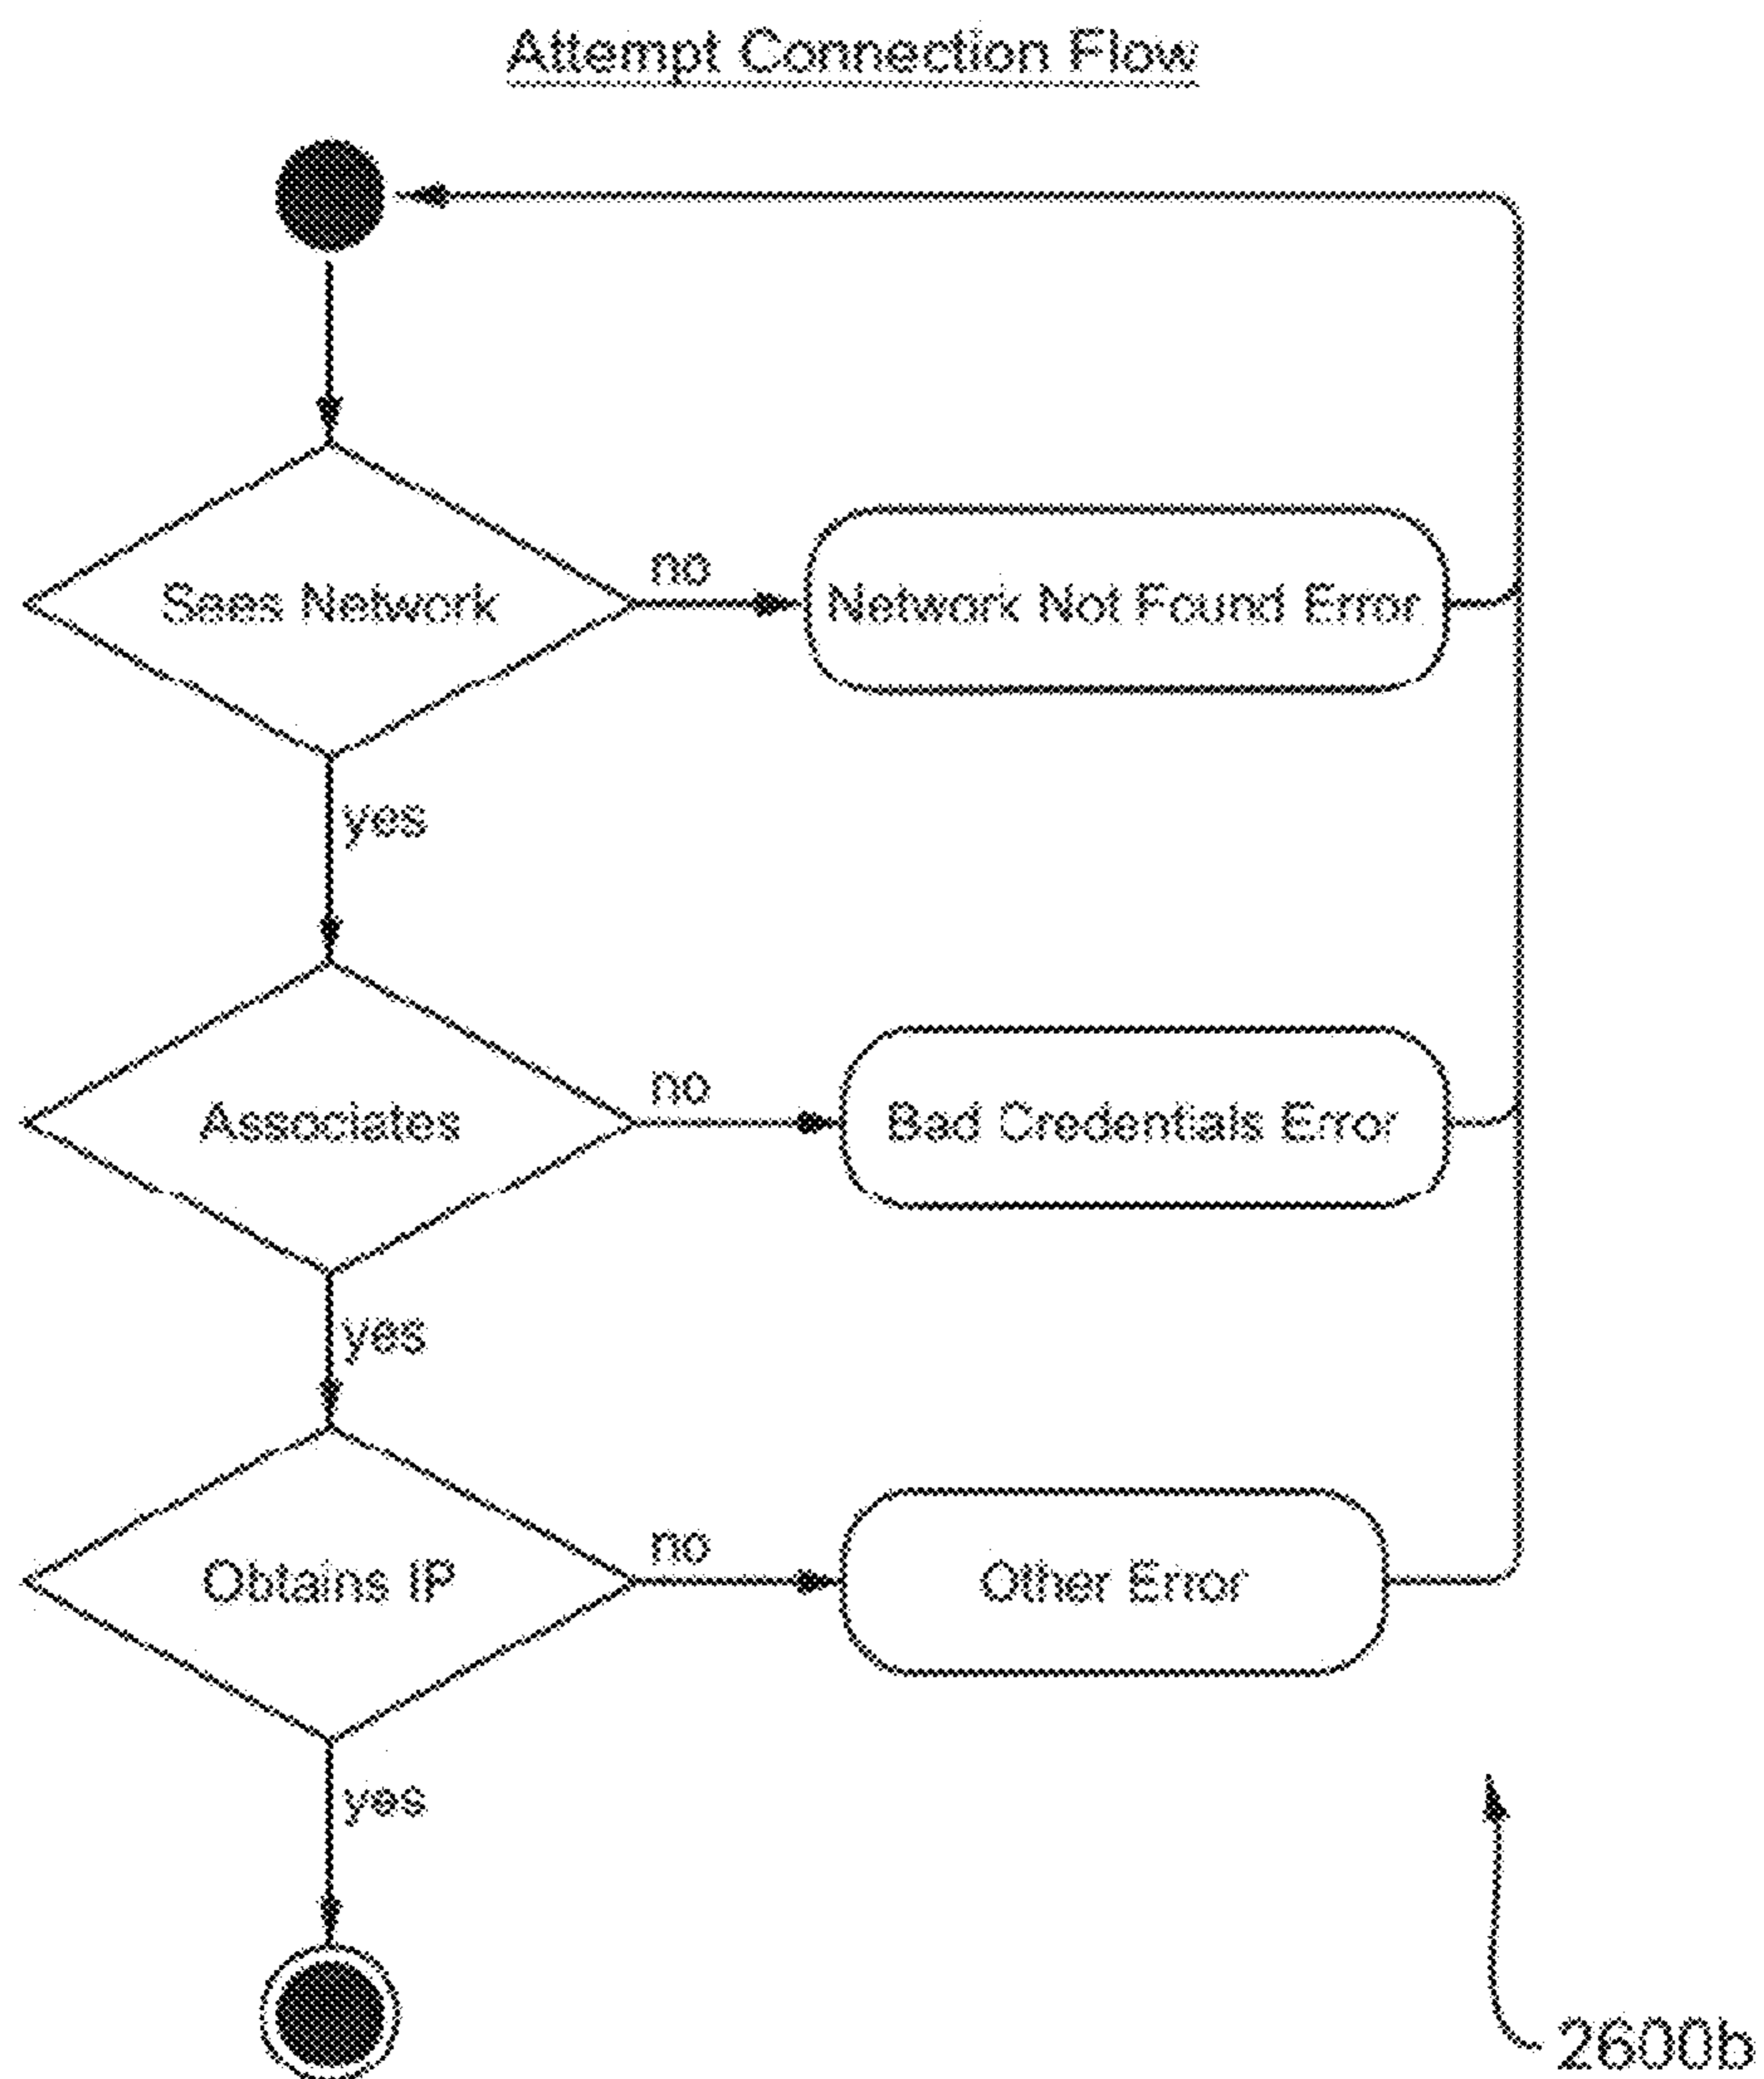 Attempt Connection Flow
Sees Network
no
Network Not Found Error
yes
Associates
no
Bad Credentials Error
yes
Obtains IP
no
Other Error
yes
2600b